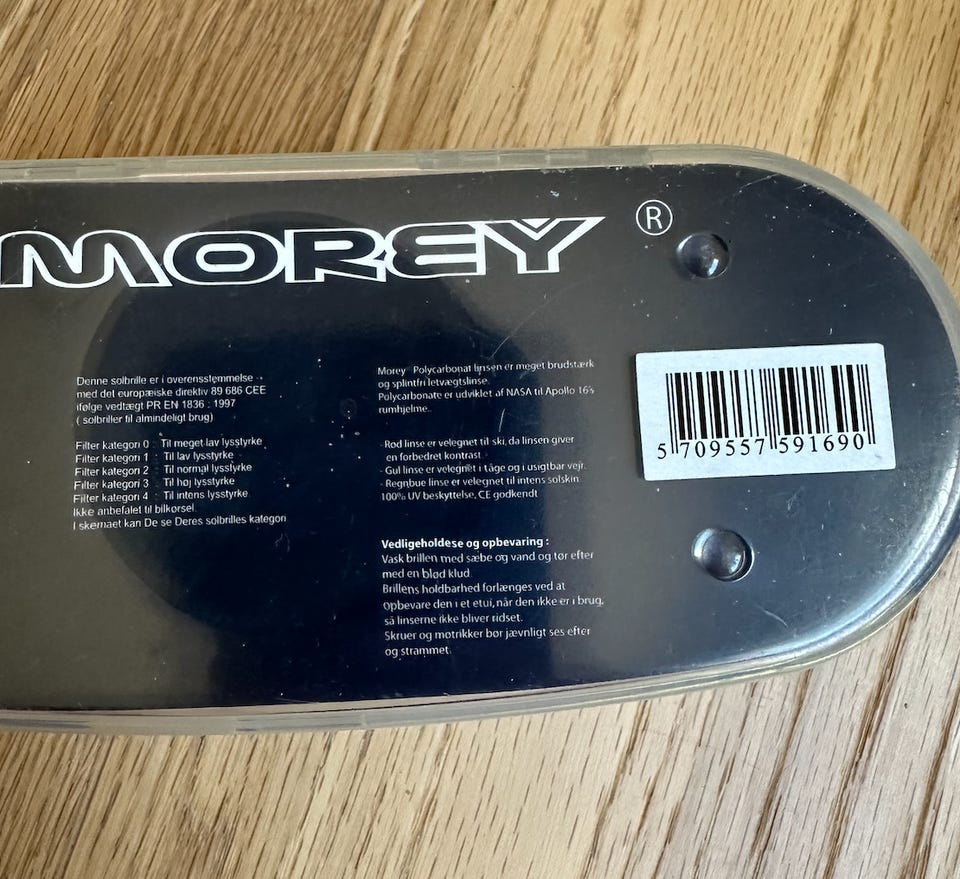 MOREY ®
Denne solbrille er i overensstemmelse
med det europæiske direktiv 89 686 CEE
ifølge vedtægt PR EN 1836 : 1997
( solbriller til almindeligt brug)
Filter kategori 0 : Til meget lav lysstyrke
Filter kategori 1 : Til lav lysstyrke
Filter kategori 2 : Til normal lysstyrke
Filter kategori 3 : Til høj lysstyrke
Filter kategori 4 : Til intens lysstyrke
Ikke anbefalet til bilkørsel
I skemaet kan De se Deres solbrilles kategori
Morey Polycarbonat linsen er meget brudstærk
og splintfri letvægtslinse.
Polycarbonate er udviklet af NASA til Apollo 16's
rumhjelme.
- Rød linse er velegnet til ski, da linsen giver
en forbedret kontrast
- Gul linse er velegnet i tåge og i usigtbar vejr.
- Regnbue linse er velegnet til intens solskin
100% UV beskyttelse, CE godkendt
Vedligeholdese og opbevaring :
Vask brillen med sæbe og vand og tør efter
med en blød klud
Brillens holdbarhed forlænges ved at
opbevare den i et etui, når den ikke er i brug,
så linserne ikke bliver ridset.
Skruer og møtrikker bør jævnligt ses efter
og strammet.
5 709557 591690